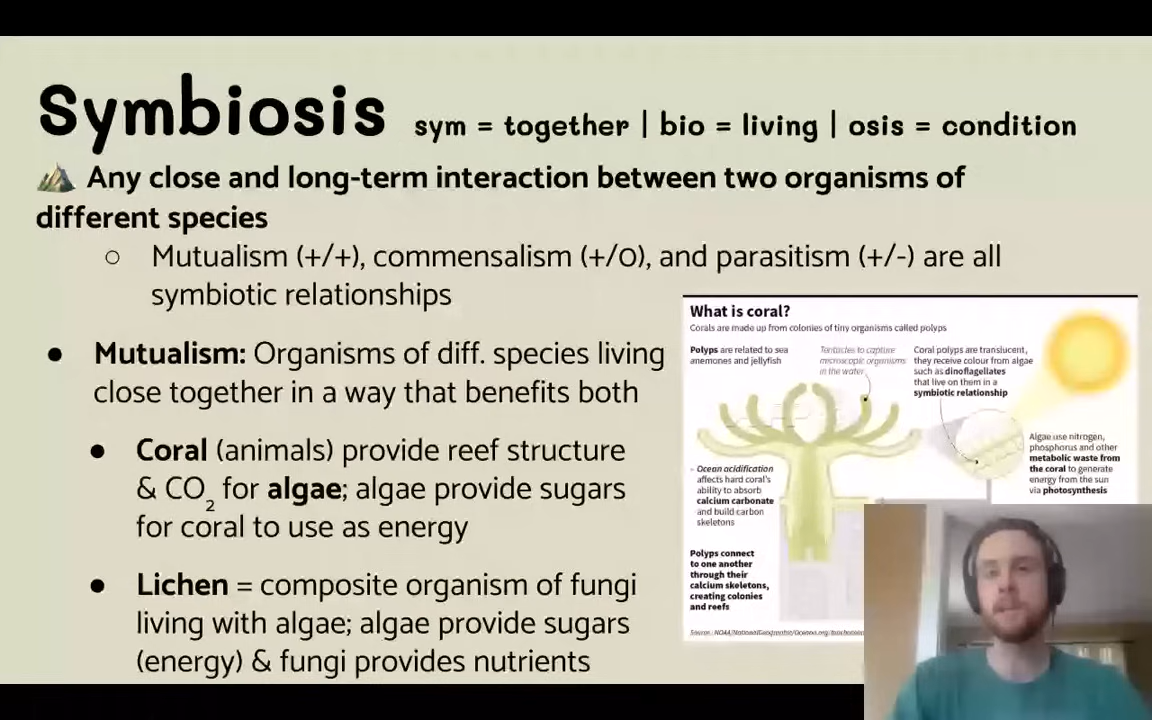 Symbiosis sym = together | bio = living | osis = condition
Any close and long-term interaction between two organisms of
different species
○ Mutualism (+/+), commensalism (+/0), and parasitism (+/-) are all
symbiotic relationships
● Mutualism: Organisms of diff. species living
close together in a way that benefits both
● Coral (animals) provide reef structure
& CO2 for algae; algae provide sugars
for coral to use as energy
● Lichen = composite organism of fungi
living with algae; algae provide sugars
(energy) & fungi provides nutrients
What is coral?
Corals are made up from colonies of tiny organisms called polyps
Polyps are related to sea
anemones and jellyfish
Tentacles to capture
microscopic organisms
in the water
Coral polyps are translucent,
they receive colour from algae
such as dinoflagellates
that live on them in a
symbiotic relationship
Algae use nitrogen,
phosphorus and other
metabolic waste from
the coral to generate
energy from the sun
via photosynthesis
Ocean acidification
affects hard coral's
ability to absorb
calcium carbonate
and build carbon
skeletons
Polyps connect
to one another
through their
calcium skeletons,
creating colonies
and reefs
Source: NOAA/NationalGeographic/Oceana.org